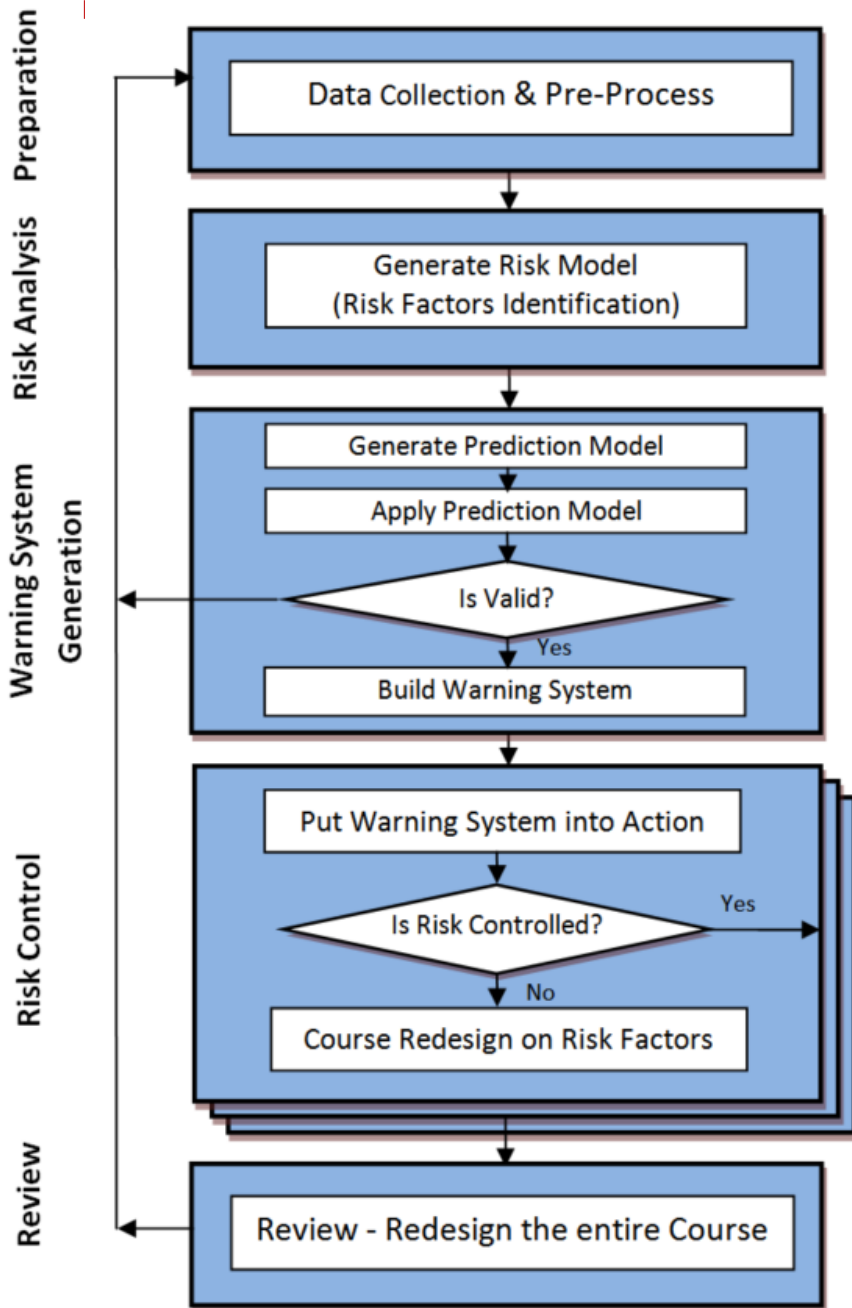 Preparation
Data Collection & Pre-Process
Risk Analysis
Generate Risk Model
(Risk Factors Identification)
Warning System
Generation
Generate Prediction Model
Apply Prediction Model
Is Valid?
Yes
Build Warning System
Risk Control
Put Warning System into Action
Is Risk Controlled?
Yes
No
Course Redesign on Risk Factors
Review
Review - Redesign the entire Course